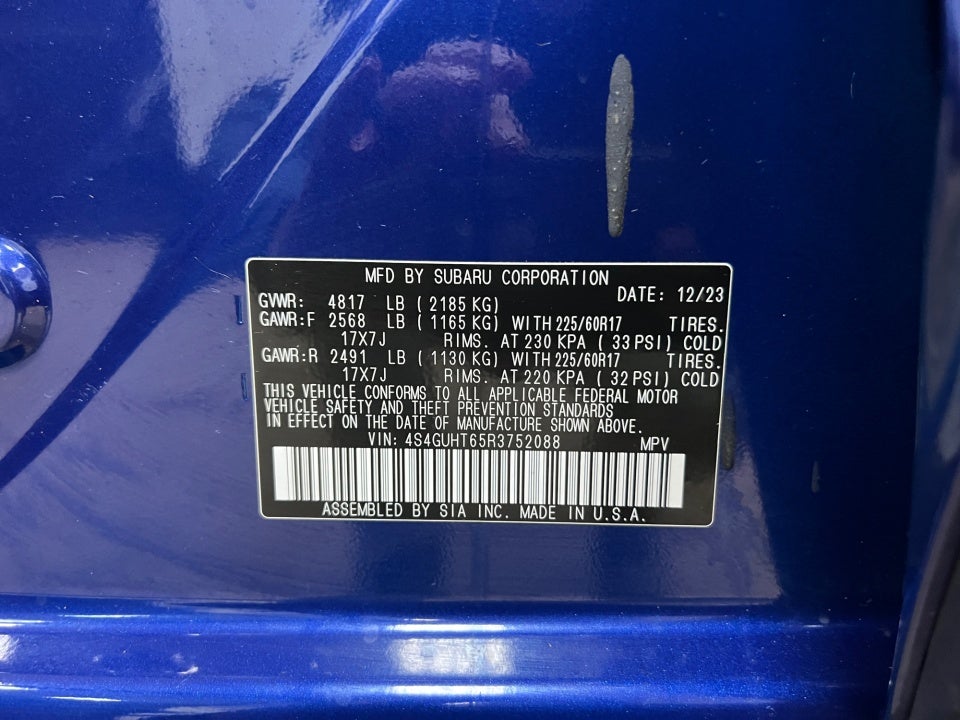 MFD BY SUBARU CORPORATION
DATE: 12/23
GVWR: 4817 LB ( 2185 KG)
GAWR:F 2568 LB ( 1165 KG) WITH 225/60R17 TIRES.
17X7J RIMS. AT 230 KPA ( 33 PSI) COLD
GAWR:R 2491 LB ( 1130 KG) WITH 225/60R17 TIRES.
17X7J RIMS. AT 220 KPA ( 32 PSI) COLD
THIS VEHICLE CONFORMS TO ALL APPLICABLE FEDERAL MOTOR
VEHICLE SAFETY AND THEFT PREVENTION STANDARDS
IN EFFECT ON THE DATE OF MANUFACTURE SHOWN ABOVE.
VIN: 4S4GUHT65R3752088 MPV
ASSEMBLED BY SIA INC. MADE IN U.S.A.